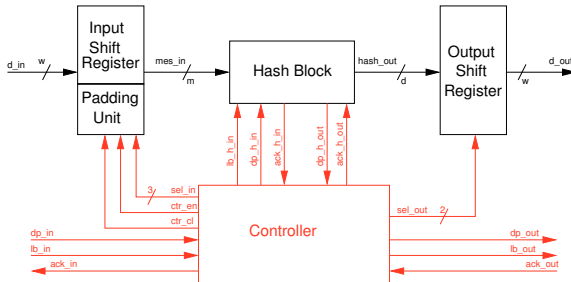 Input
Shift
Register
Padding
Unit
d_in
w
mes_in
m
Hash Block
hash_out
d
Output
Shift
Register
d_out
w
lb_h_in
dp_h_in
ack_h_in
dp_h_out
ack_h_out
3
sel_in
ctr_en
ctr_cl
Controller
sel_out
2
dp_in
lb_in
ack_in
dp_out
lb_out
ack_out